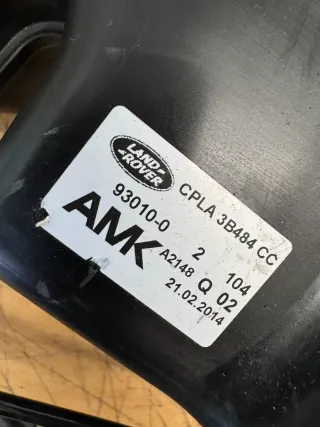 LAND
ROVER
CPLA 3B484 CC
93010-0 2 104
AMK A2148 Q 02
21.02.2014